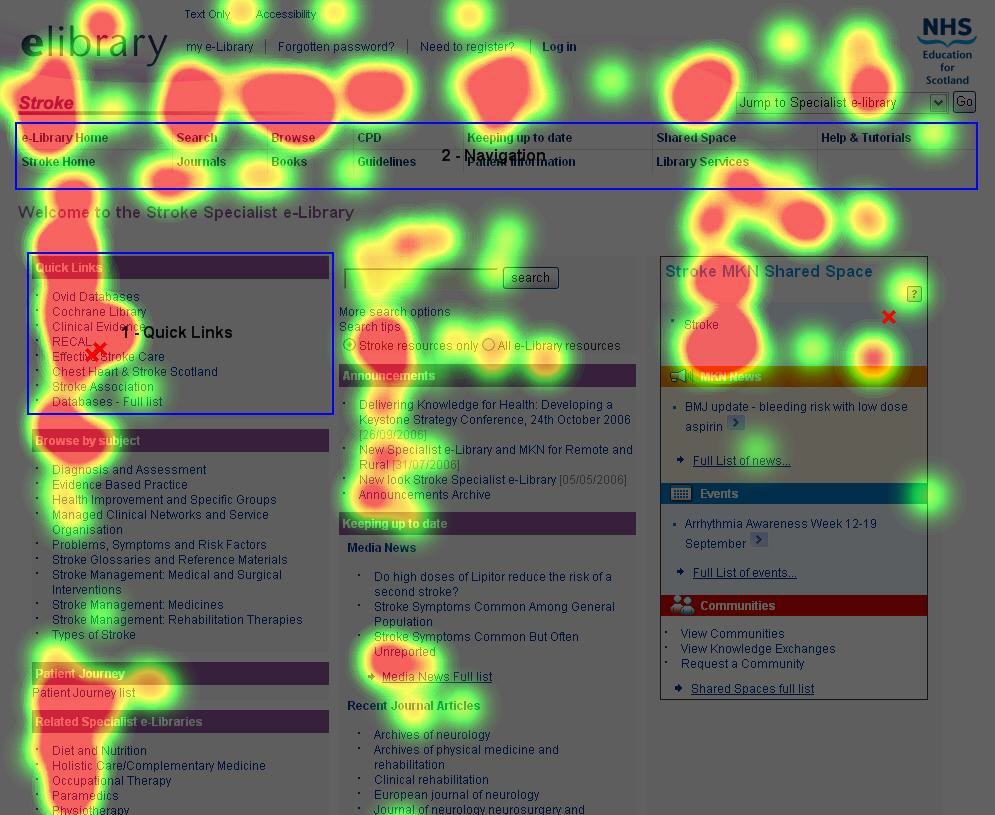 Text Only Accessibility
elibrary
my e-Library Forgotten password? Need to register? Log in
NHS
Education
for
Scotland
Stroke
Jump to Specialist e-library Go
e-Library Home Search Browse CPD Keeping up to date Shared Space Help & Tutorials
Stroke Home Journals Books Guidelines Patient Information Library Services
2 - Navigation
Welcome to the Stroke Specialist e-Library
Quick Links
Ovid Databases
Cochrane Library
Clinical Evidence
RECAL
Effective Stroke Care
Chest Heart & Stroke Scotland
Stroke Association
Databases - Full list
1 - Quick Links
Browse by subject
Diagnosis and Assessment
Evidence Based Practice
Health Improvement and Specific Groups
Managed Clinical Networks and Service
Organisation
Problems, Symptoms and Risk Factors
Stroke Glossaries and Reference Materials
Stroke Management: Medical and Surgical
Interventions
Stroke Management: Medicines
Stroke Management: Rehabilitation Therapies
Types of Stroke
Patient Journey
Patient Journey list
Related Specialist e-Libraries
Diet and Nutrition
Holistic Care/Complementary Medicine
Occupational Therapy
Paramedics
Physiotherapy
search
More search options
Search tips
Stroke resources only All e-Library resources
Announcements
Delivering Knowledge for Health: Developing a
Keystone Strategy Conference, 24th October 2006
[26/09/2006]
New Specialist e-Library and MKN for Remote and
Rural [31/07/2006]
New look Stroke Specialist e-Library [05/05/2006]
Announcements Archive
Keeping up to date
Media News
Do high doses of Lipitor reduce the risk of a
second stroke?
Stroke Symptoms Common Among General
Population
Stroke Symptoms Common But Often
Unreported
Media News Full list
Recent Journal Articles
Archives of neurology
Archives of physical medicine and
rehabilitation
Clinical rehabilitation
European journal of neurology
Journal of neurology neurosurgery and
Stroke MKN Shared Space
?
Stroke
MKN News
BMJ update - bleeding risk with low dose
aspirin
Full List of news...
Events
Arrhythmia Awareness Week 12-19
September
Full List of events...
Communities
View Communities
View Knowledge Exchanges
Request a Community
Shared Spaces full list